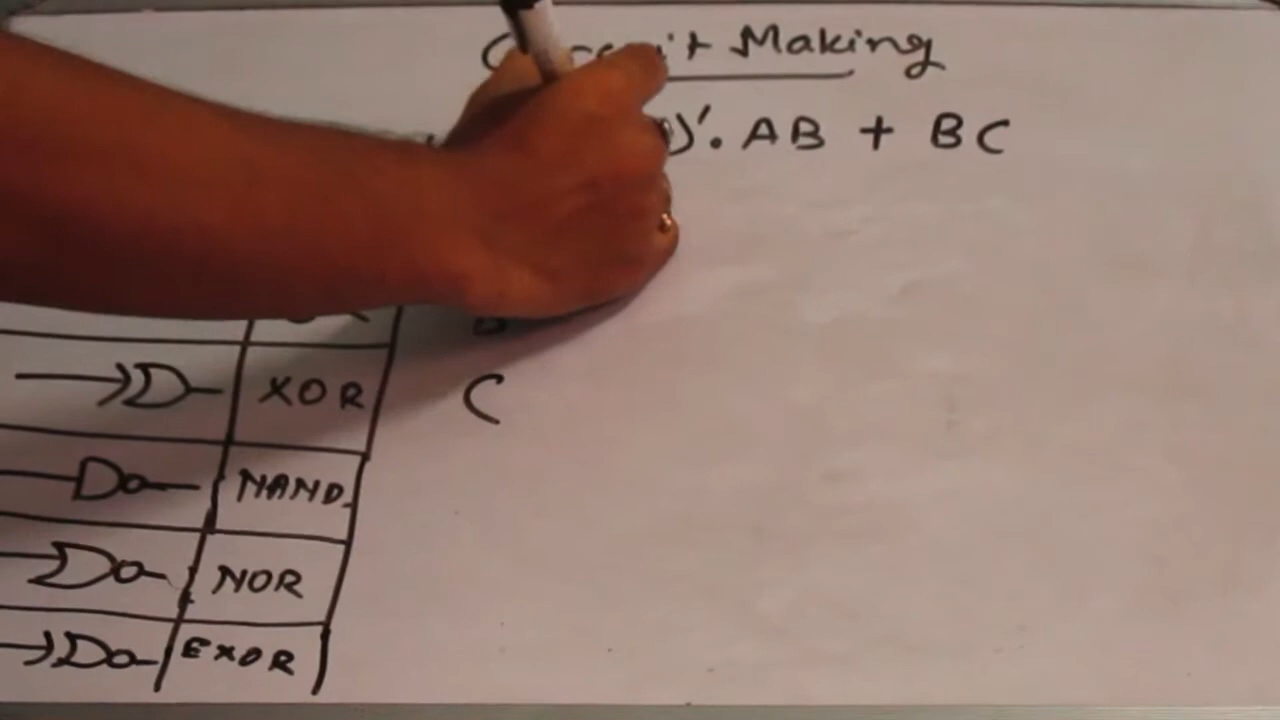 Making
)'. AB + BC
B
XOR
C
NAND
NOR
EXOR